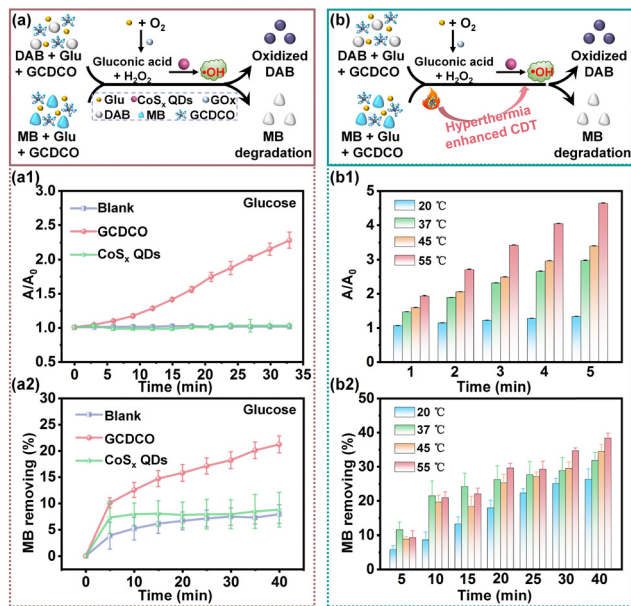 (a)
+ O₂
DAB + Glu
+ GCDCO
Gluconic acid
+ H₂O₂
•OH
Oxidized
DAB
Glu CoSₓ QDs GOx
DAB MB GCDCO
MB + Glu
+ GCDCO
MB
degradation
(b)
+ O₂
DAB + Glu
+ GCDCO
Gluconic acid
+ H₂O₂
•OH
Oxidized
DAB
Hyperthermia
enhanced CDT
MB + Glu
+ GCDCO
MB
degradation
(a1)
Blank
GCDCO
CoSₓ QDs
Glucose
A/A₀
3.0
2.5
2.0
1.5
1.0
0.5
0 5 10 15 20 25 30 35
Time (min)
(b1)
20 ℃
37 ℃
45 ℃
55 ℃
A/A₀
5
4
3
2
1
0
1 2 3 4 5
Time (min)
(a2)
Blank
GCDCO
CoSₓ QDs
Glucose
MB removing (%)
30
25
20
15
10
5
0
0 10 20 30 40
Time (min)
(b2)
20 ℃
37 ℃
45 ℃
55 ℃
MB removing (%)
50
40
30
20
10
0
5 10 15 20 25 30 40
Time (min)